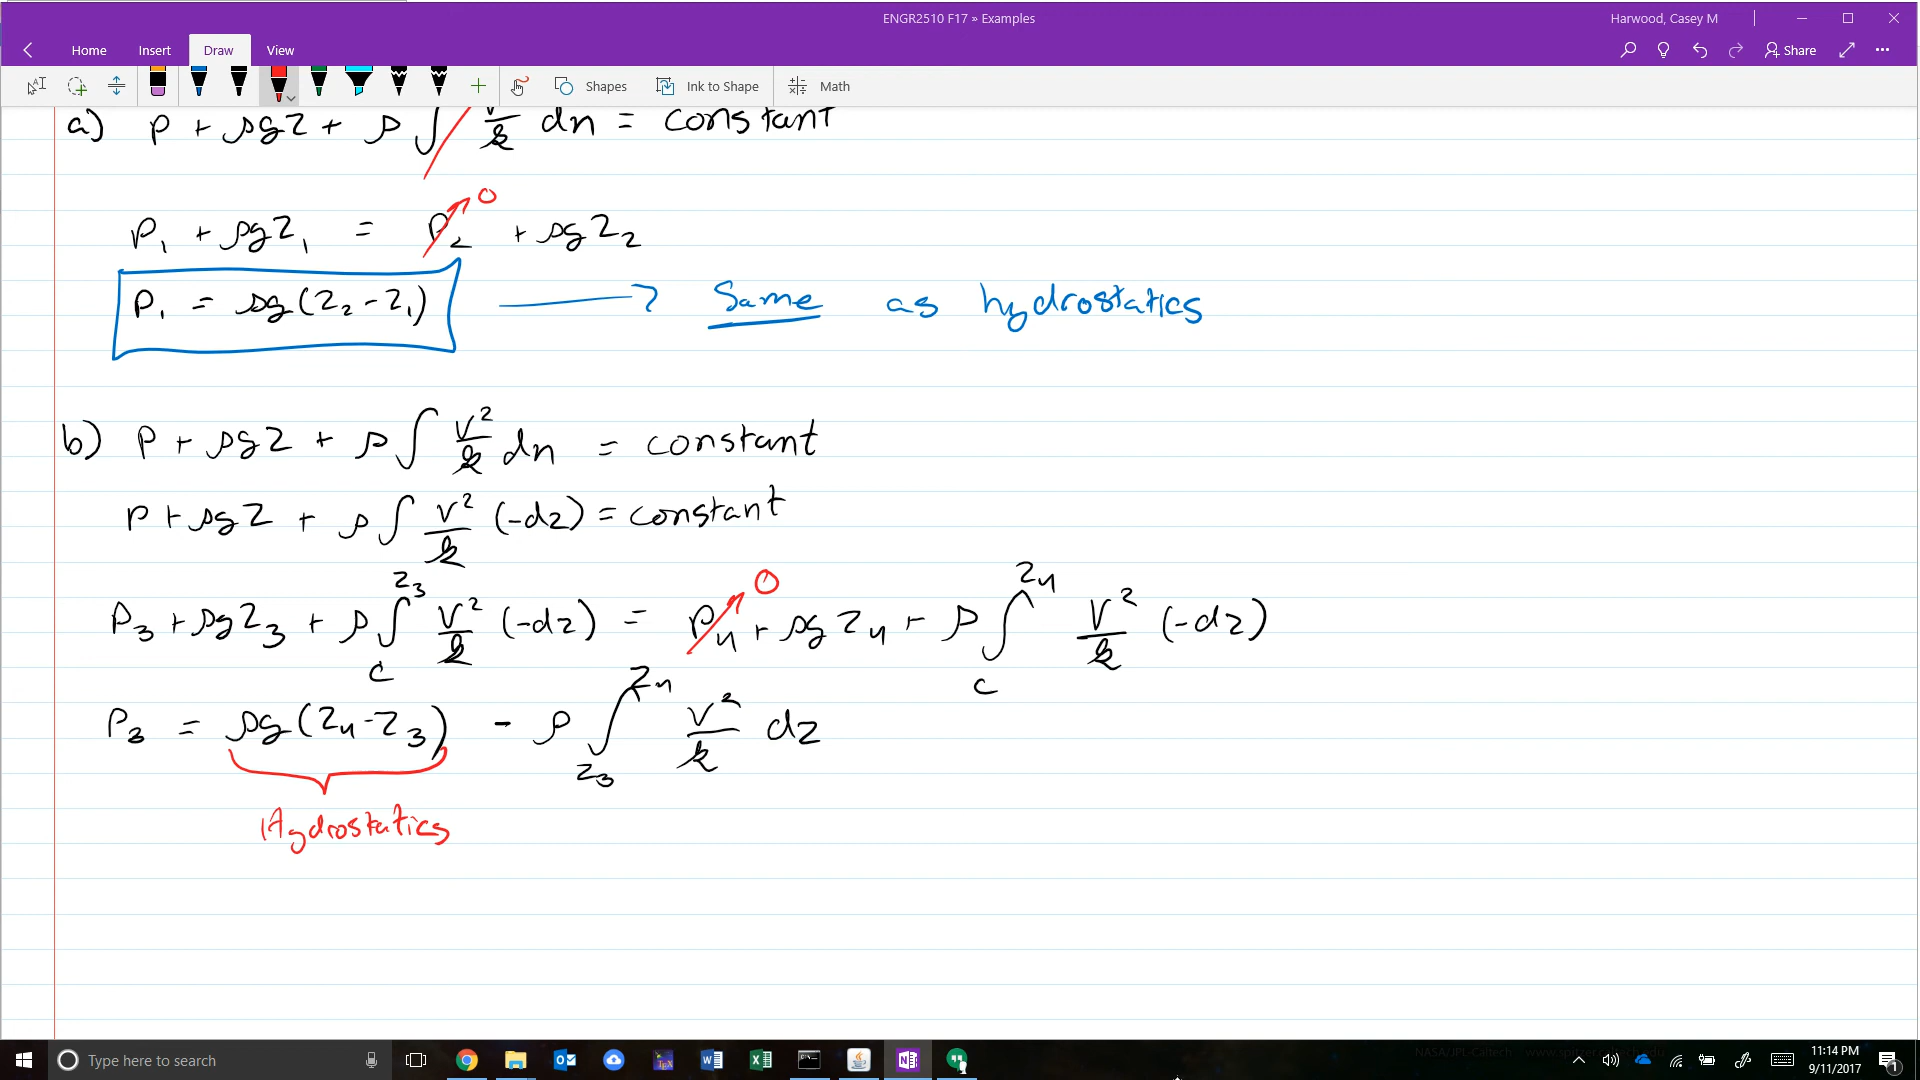 ENGR2510 F17 » Examples
Harwood, Casey M
Home Insert Draw View
Share
Shapes Ink to Shape Math
a) P + ρgz + ρ∫ V²/ℛ dn = constant
0
P₁ + ρgz₁ = P₂ + ρgz₂
P₁ = ρg(z₂ - z₁) → Same as hydrostatics
b) P + ρgz + ρ∫ V²/ℛ dn = constant
P + ρgz + ρ∫ V²/ℛ (-dz) = constant
P₃ + ρgz₃ + ρ∫_c^z₃ V²/ℛ (-dz) = P₄ 0 + ρgz₄ + ρ∫_c^z₄ V²/ℛ (-dz)
P₃ = ρg(z₄ - z₃) - ρ∫_z₃^z₄ V²/ℛ dz
Hydrostatics
Type here to search
11:14 PM
9/11/2017
1